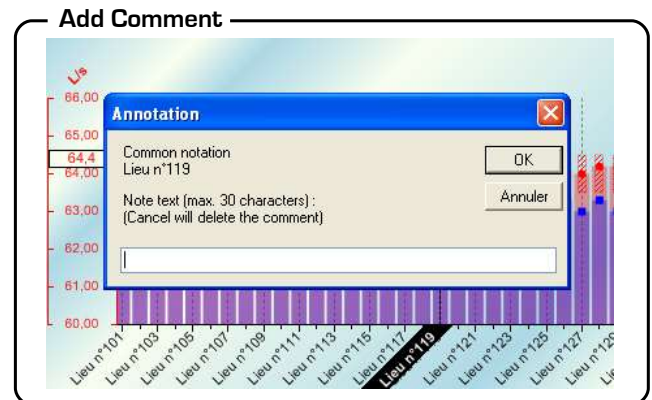 Add Comment
L/s
66,00
65,00
64,4
64,00
63,00
62,00
61,00
60,00
Annotation
Common notation
Lieu n°119
Note text (max. 30 characters) :
(Cancel will delete the comment)
OK
Annuler
Lieu n°101
Lieu n°103
Lieu n°105
Lieu n°107
Lieu n°109
Lieu n°111
Lieu n°113
Lieu n°115
Lieu n°117
Lieu n°119
Lieu n°121
Lieu n°123
Lieu n°125
Lieu n°127
Lieu n°129